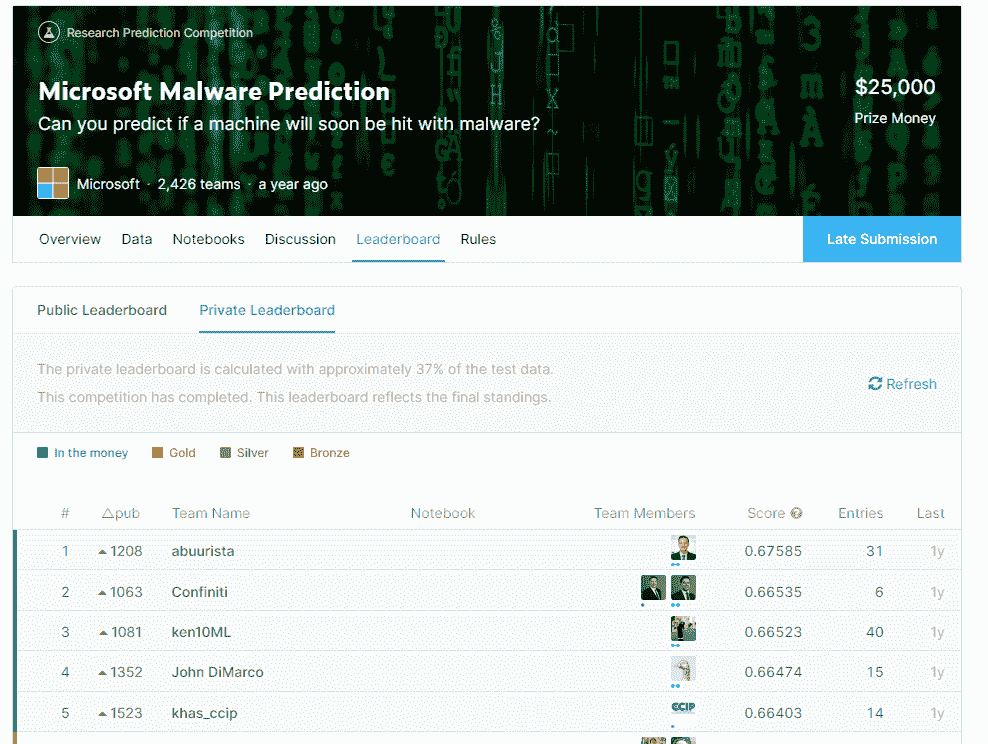 Research Prediction Competition
Microsoft Malware Prediction
Can you predict if a machine will soon be hit with malware?
$25,000
Prize Money
Microsoft · 2,426 teams · a year ago
Overview Data Notebooks Discussion Leaderboard Rules Late Submission
Public Leaderboard Private Leaderboard
The private leaderboard is calculated with approximately 37% of the test data.
This competition has completed. This leaderboard reflects the final standings.
Refresh
In the money Gold Silver Bronze
# △pub Team Name Notebook Team Members Score Entries Last
1 1208 abuurista 0.67585 31 1y
2 1063 Confiniti 0.66535 6 1y
3 1081 ken10ML 0.66523 40 1y
4 1352 John DiMarco 0.66474 15 1y
5 1523 khas_ccip CCIP 0.66403 14 1y